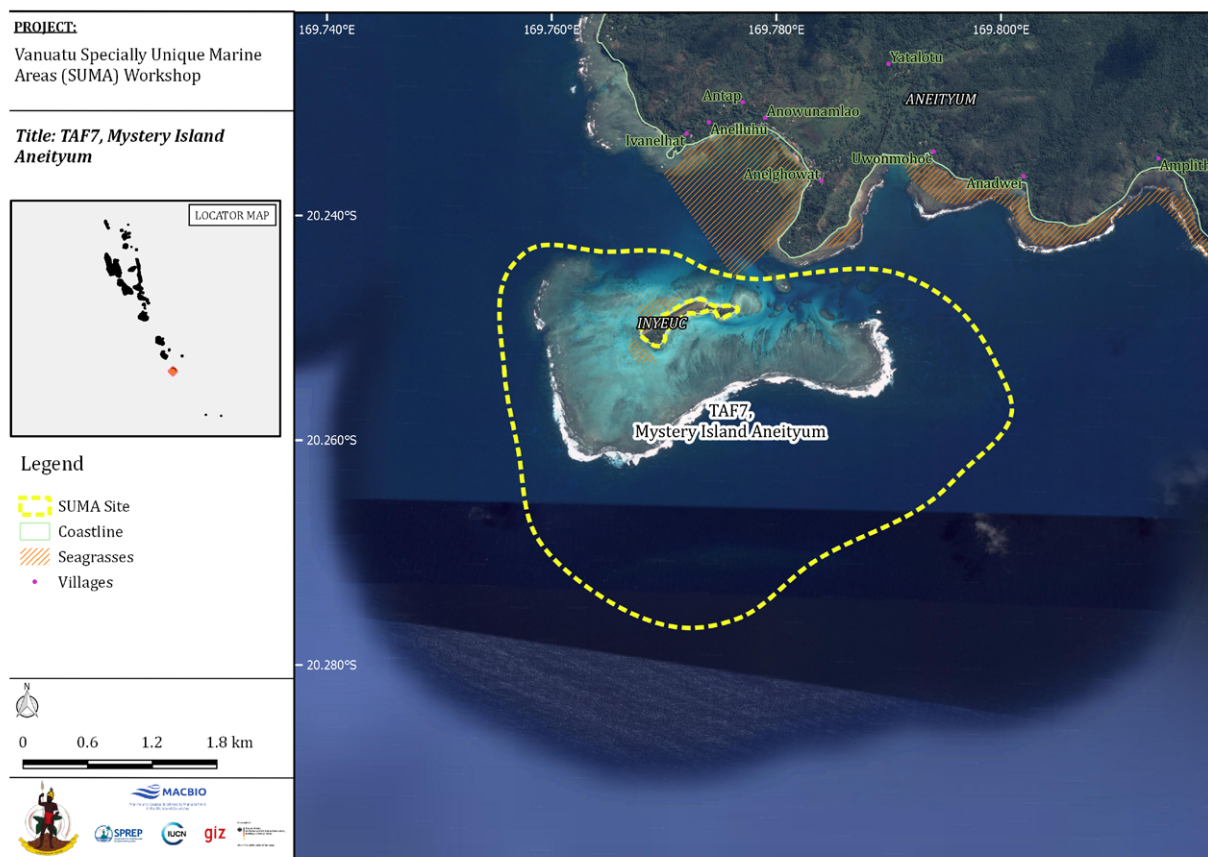 PROJECT:
Vanuatu Specially Unique Marine
Areas (SUMA) Workshop
Title: TAF7, Mystery Island
Aneityum
LOCATOR MAP
Legend
SUMA Site
Coastline
Seagrasses
Villages
N
0 0.6 1.2 1.8 km
MACBIO
SPREP
IUCN
giz
169.740°E 169.760°E 169.780°E 169.800°E
20.240°S
20.260°S
20.280°S
Yatalotu
ANEITYUM
Antap
Anowunamlao
Anelluhu
Ivanelhat
Uwonmohot
Anelghowat
Anadwei
Amplith
INYEUC
TAF7,
Mystery Island Aneityum